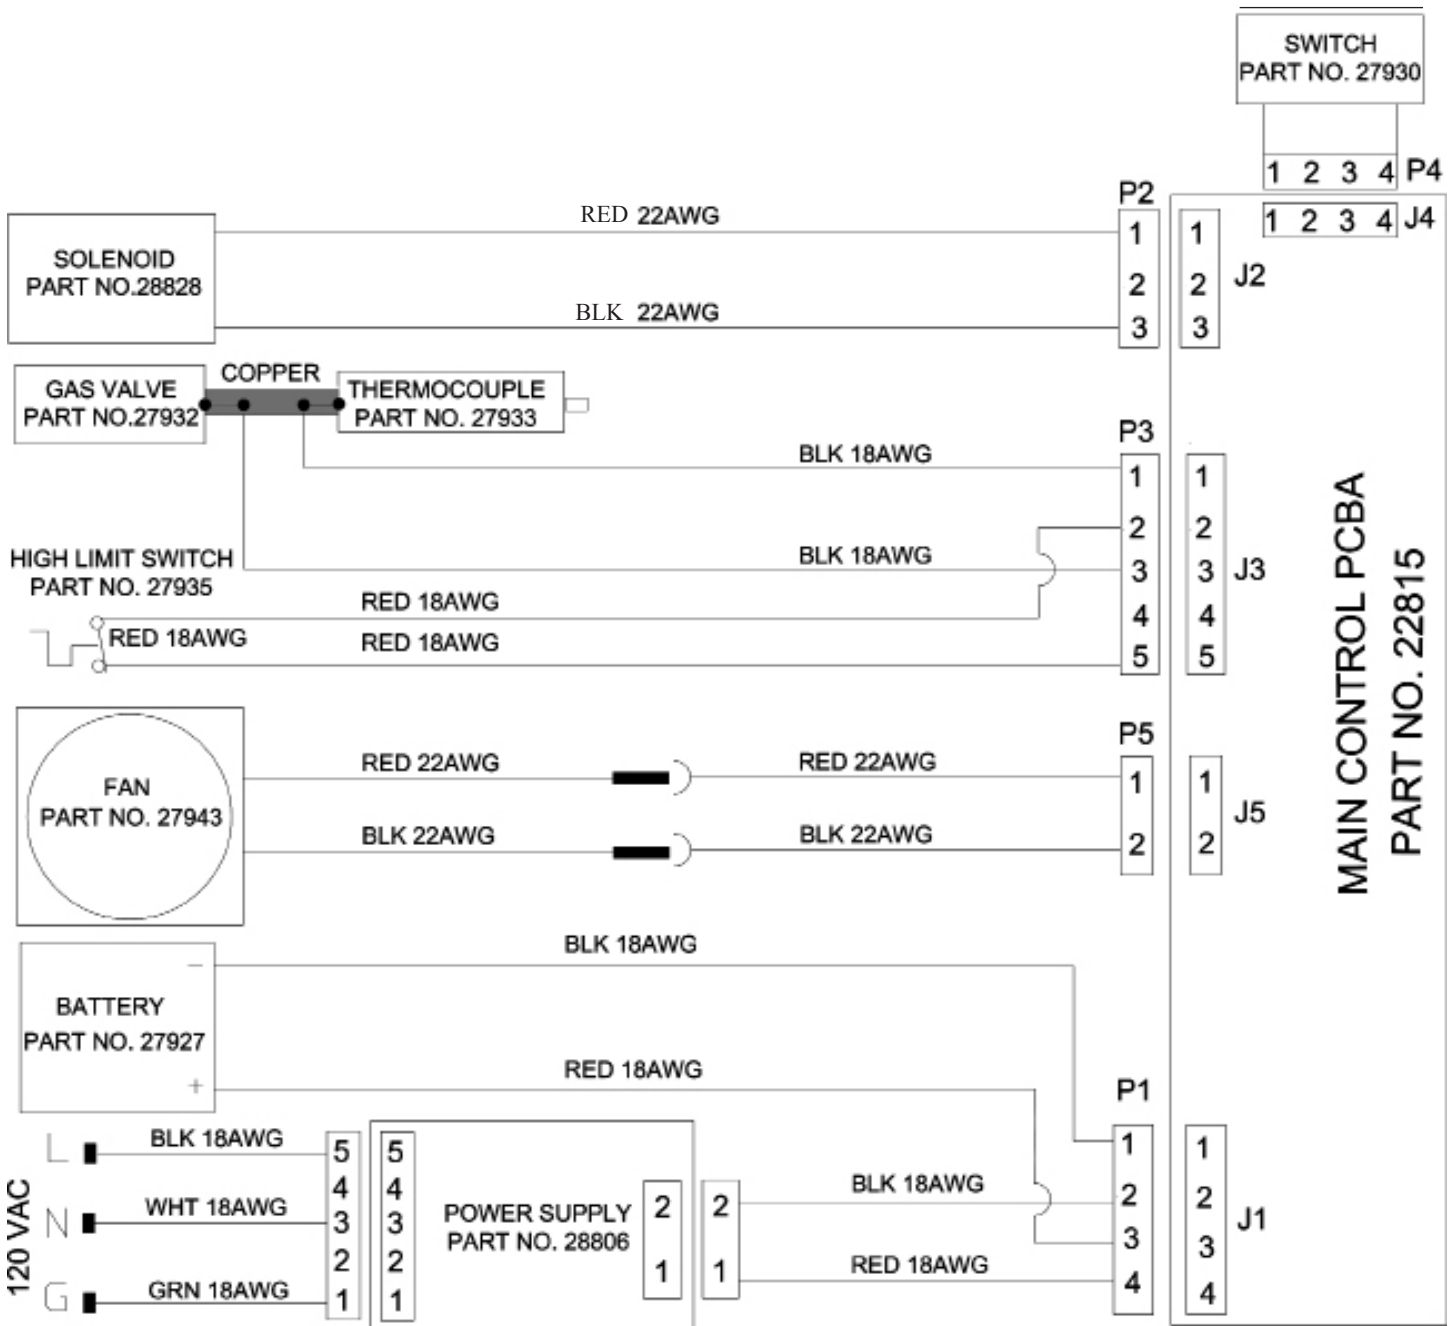 SWITCH
PART NO. 27930
1 2 3 4 P4
1 2 3 4 J4
P2
RED 22AWG
1
1
SOLENOID
PART NO.28828
2
2
J2
BLK 22AWG
3
3
COPPER
GAS VALVE
PART NO.27932
THERMOCOUPLE
PART NO. 27933
P3
BLK 18AWG
1
1
2
2
HIGH LIMIT SWITCH
PART NO. 27935
BLK 18AWG
3
3
J3
RED 18AWG
4
4
RED 18AWG
RED 18AWG
5
5
MAIN CONTROL PCBA
PART NO. 22815
P5
FAN
PART NO. 27943
RED 22AWG
RED 22AWG
1
1
J5
BLK 22AWG
BLK 22AWG
2
2
BLK 18AWG
−
BATTERY
PART NO. 27927
RED 18AWG
+
P1
120 VAC
L
BLK 18AWG
5
5
1
1
4
4
N
WHT 18AWG
3
3
POWER SUPPLY
PART NO. 28806
2
2
BLK 18AWG
2
2
J1
3
3
2
2
1
1
RED 18AWG
4
4
G
GRN 18AWG
1
1